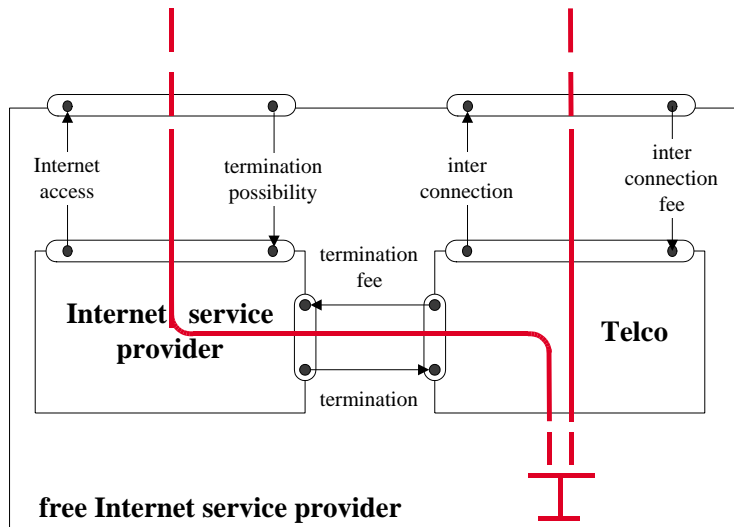 Internet
access
termination
possibility
inter
connection
inter
connection
fee
termination
fee
Internet service
provider
Telco
termination
free Internet service provider